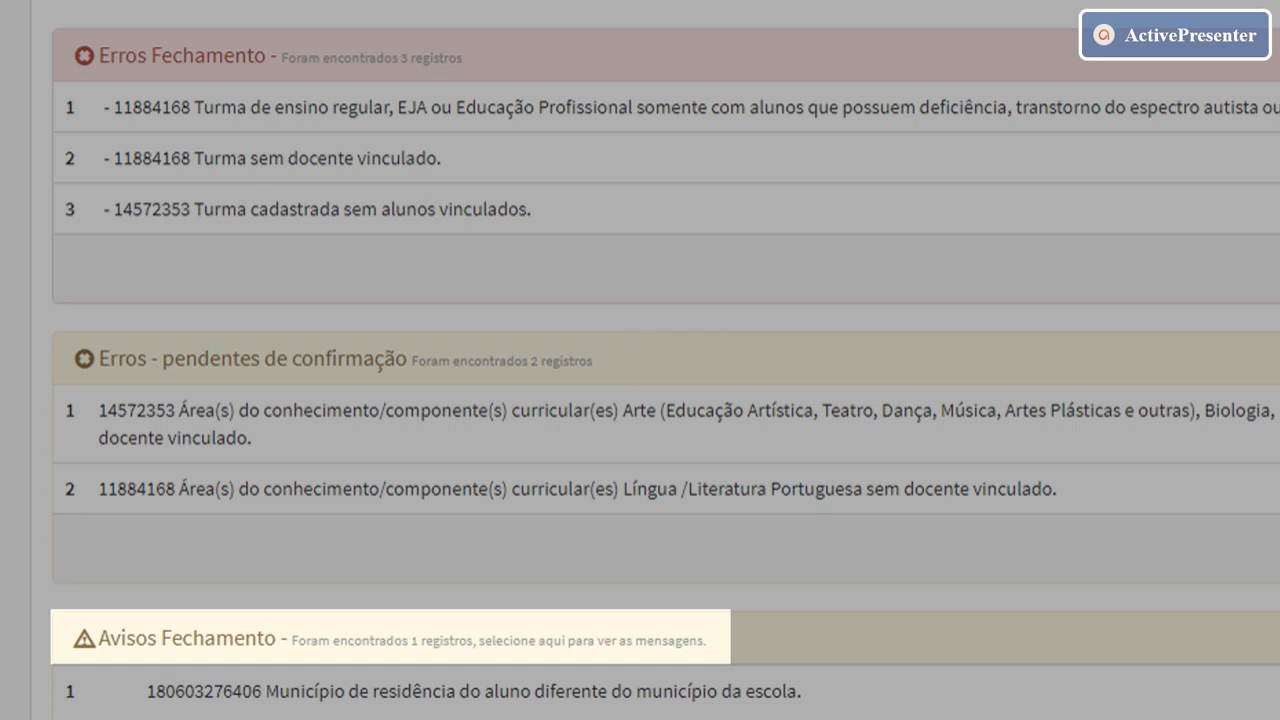 ActivePresenter
Erros Fechamento - Foram encontrados 3 registros
1 - 11884168 Turma de ensino regular, EJA ou Educação Profissional somente com alunos que possuem deficiência, transtorno do espectro autista ou
2 - 11884168 Turma sem docente vinculado.
3 - 14572353 Turma cadastrada sem alunos vinculados.
Erros - pendentes de confirmação Foram encontrados 2 registros
1 14572353 Área(s) do conhecimento/componente(s) curricular(es) Arte (Educação Artística, Teatro, Dança, Música, Artes Plásticas e outras), Biologia,
docente vinculado.
2 11884168 Área(s) do conhecimento/componente(s) curricular(es) Língua /Literatura Portuguesa sem docente vinculado.
Avisos Fechamento - Foram encontrados 1 registros, selecione aqui para ver as mensagens.
1 180603276406 Município de residência do aluno diferente do município da escola.